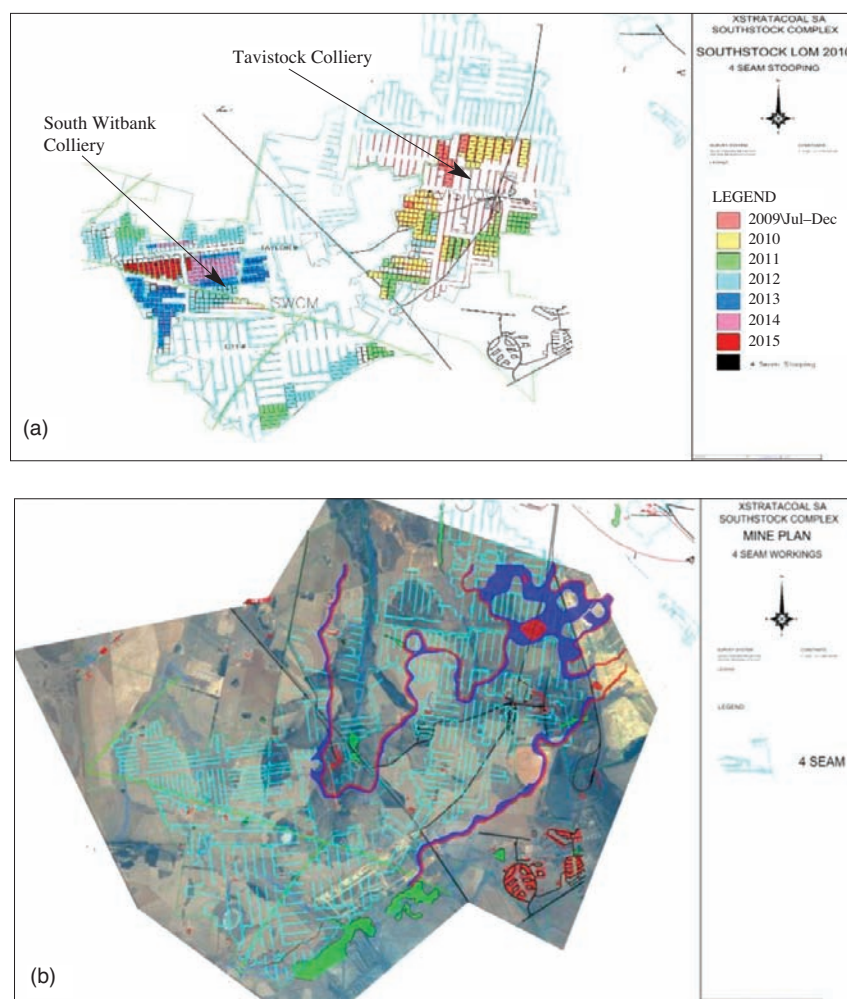 XSTRATACOAL SA
SOUTHSTOCK COMPLEX
SOUTHSTOCK LOM 2010
4 SEAM STOOPING
Tavistock Colliery
South Witbank
Colliery
SWCM
LEGEND
2009\Jul–Dec
2010
2011
2012
2013
2014
2015
4 Seam Stooping
(a)
XSTRATACOAL SA
SOUTHSTOCK COMPLEX
MINE PLAN
4 SEAM WORKINGS
LEGEND
4 SEAM
(b)